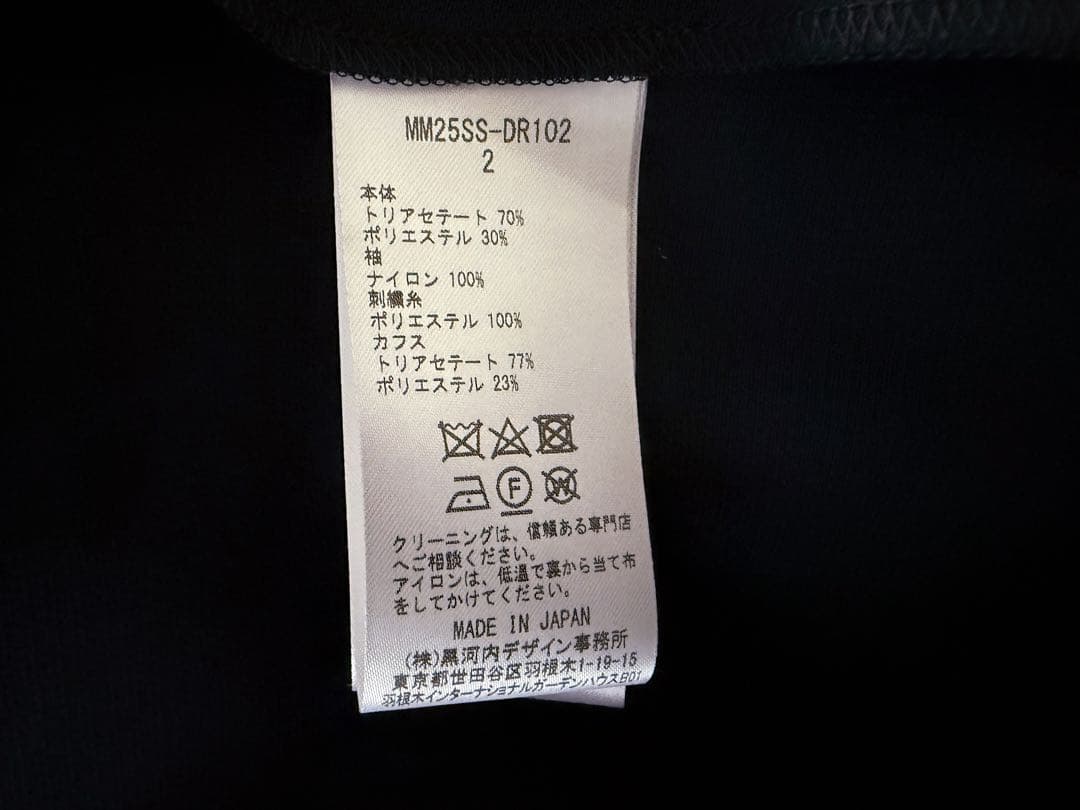 MM25SS-DR102
2
本体
トリアセテート 70%
ポリエステル 30%
袖
ナイロン 100%
刺繍糸
ポリエステル 100%
カフス
トリアセテート 77%
ポリエステル 23%
F W
クリーニングは、信頼ある専門店
へご相談ください。
アイロンは、低温で裏から当て布
をしてかけてください。
MADE IN JAPAN
(株)黒河内デザイン事務所
東京都世田谷区羽根木1-19-15
羽根木インターナショナルガーデンハウスB01